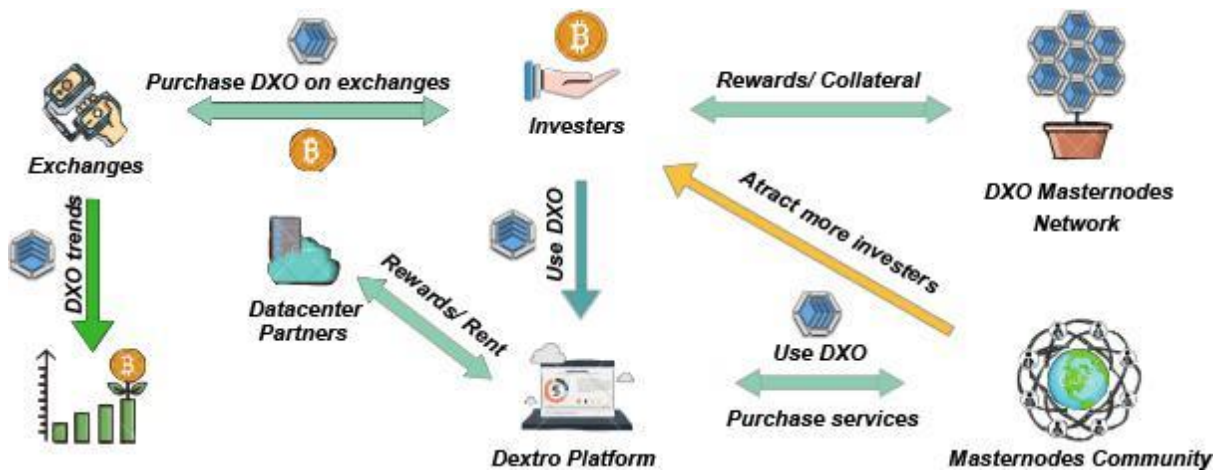 Purchase DXO on exchanges
Rewards/ Collateral
Investers
Exchanges
DXO Masternodes
Network
DXO trends
Use DXO
Atract more investers
Datacenter
Partners
Rewards/ Rent
Use DXO
Purchase services
Dextro Platform
Masternodes Community